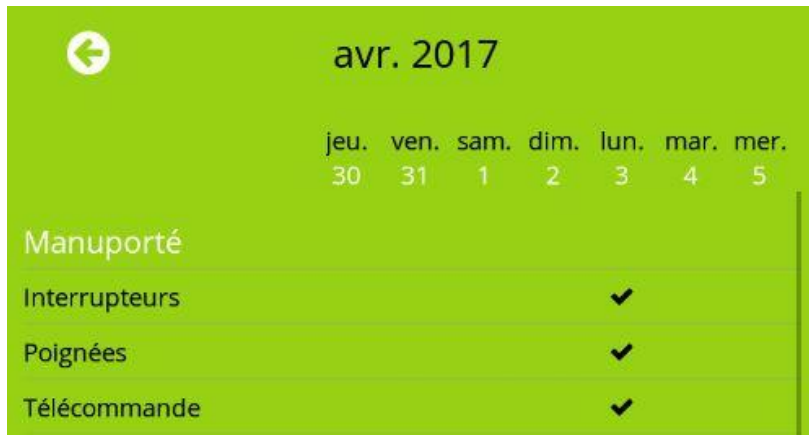 avr. 2017
jeu. ven. sam. dim. lun. mar. mer.
30 31 1 2 3 4 5
Manuporté
Interrupteurs
Poignées
Télécommande